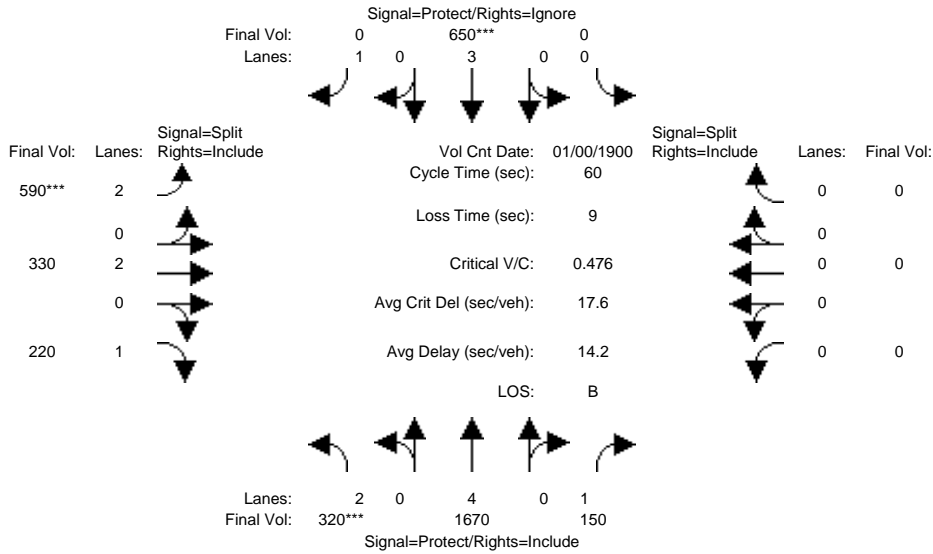 Signal=Protect/Rights=Ignore
Final Vol: 0 650*** 0
Lanes: 1 0 3 0 0
Signal=Split Signal=Split
Final Vol: Lanes: Rights=Include Vol Cnt Date: 01/00/1900 Rights=Include Lanes: Final Vol:
Cycle Time (sec): 60
590*** 2 0 0
Loss Time (sec): 9
0 0
330 2 Critical V/C: 0.476 0 0
0 Avg Crit Del (sec/veh): 17.6 0
220 1 Avg Delay (sec/veh): 14.2 0 0
LOS: B
Lanes: 2 0 4 0 1
Final Vol: 320*** 1670 150
Signal=Protect/Rights=Include